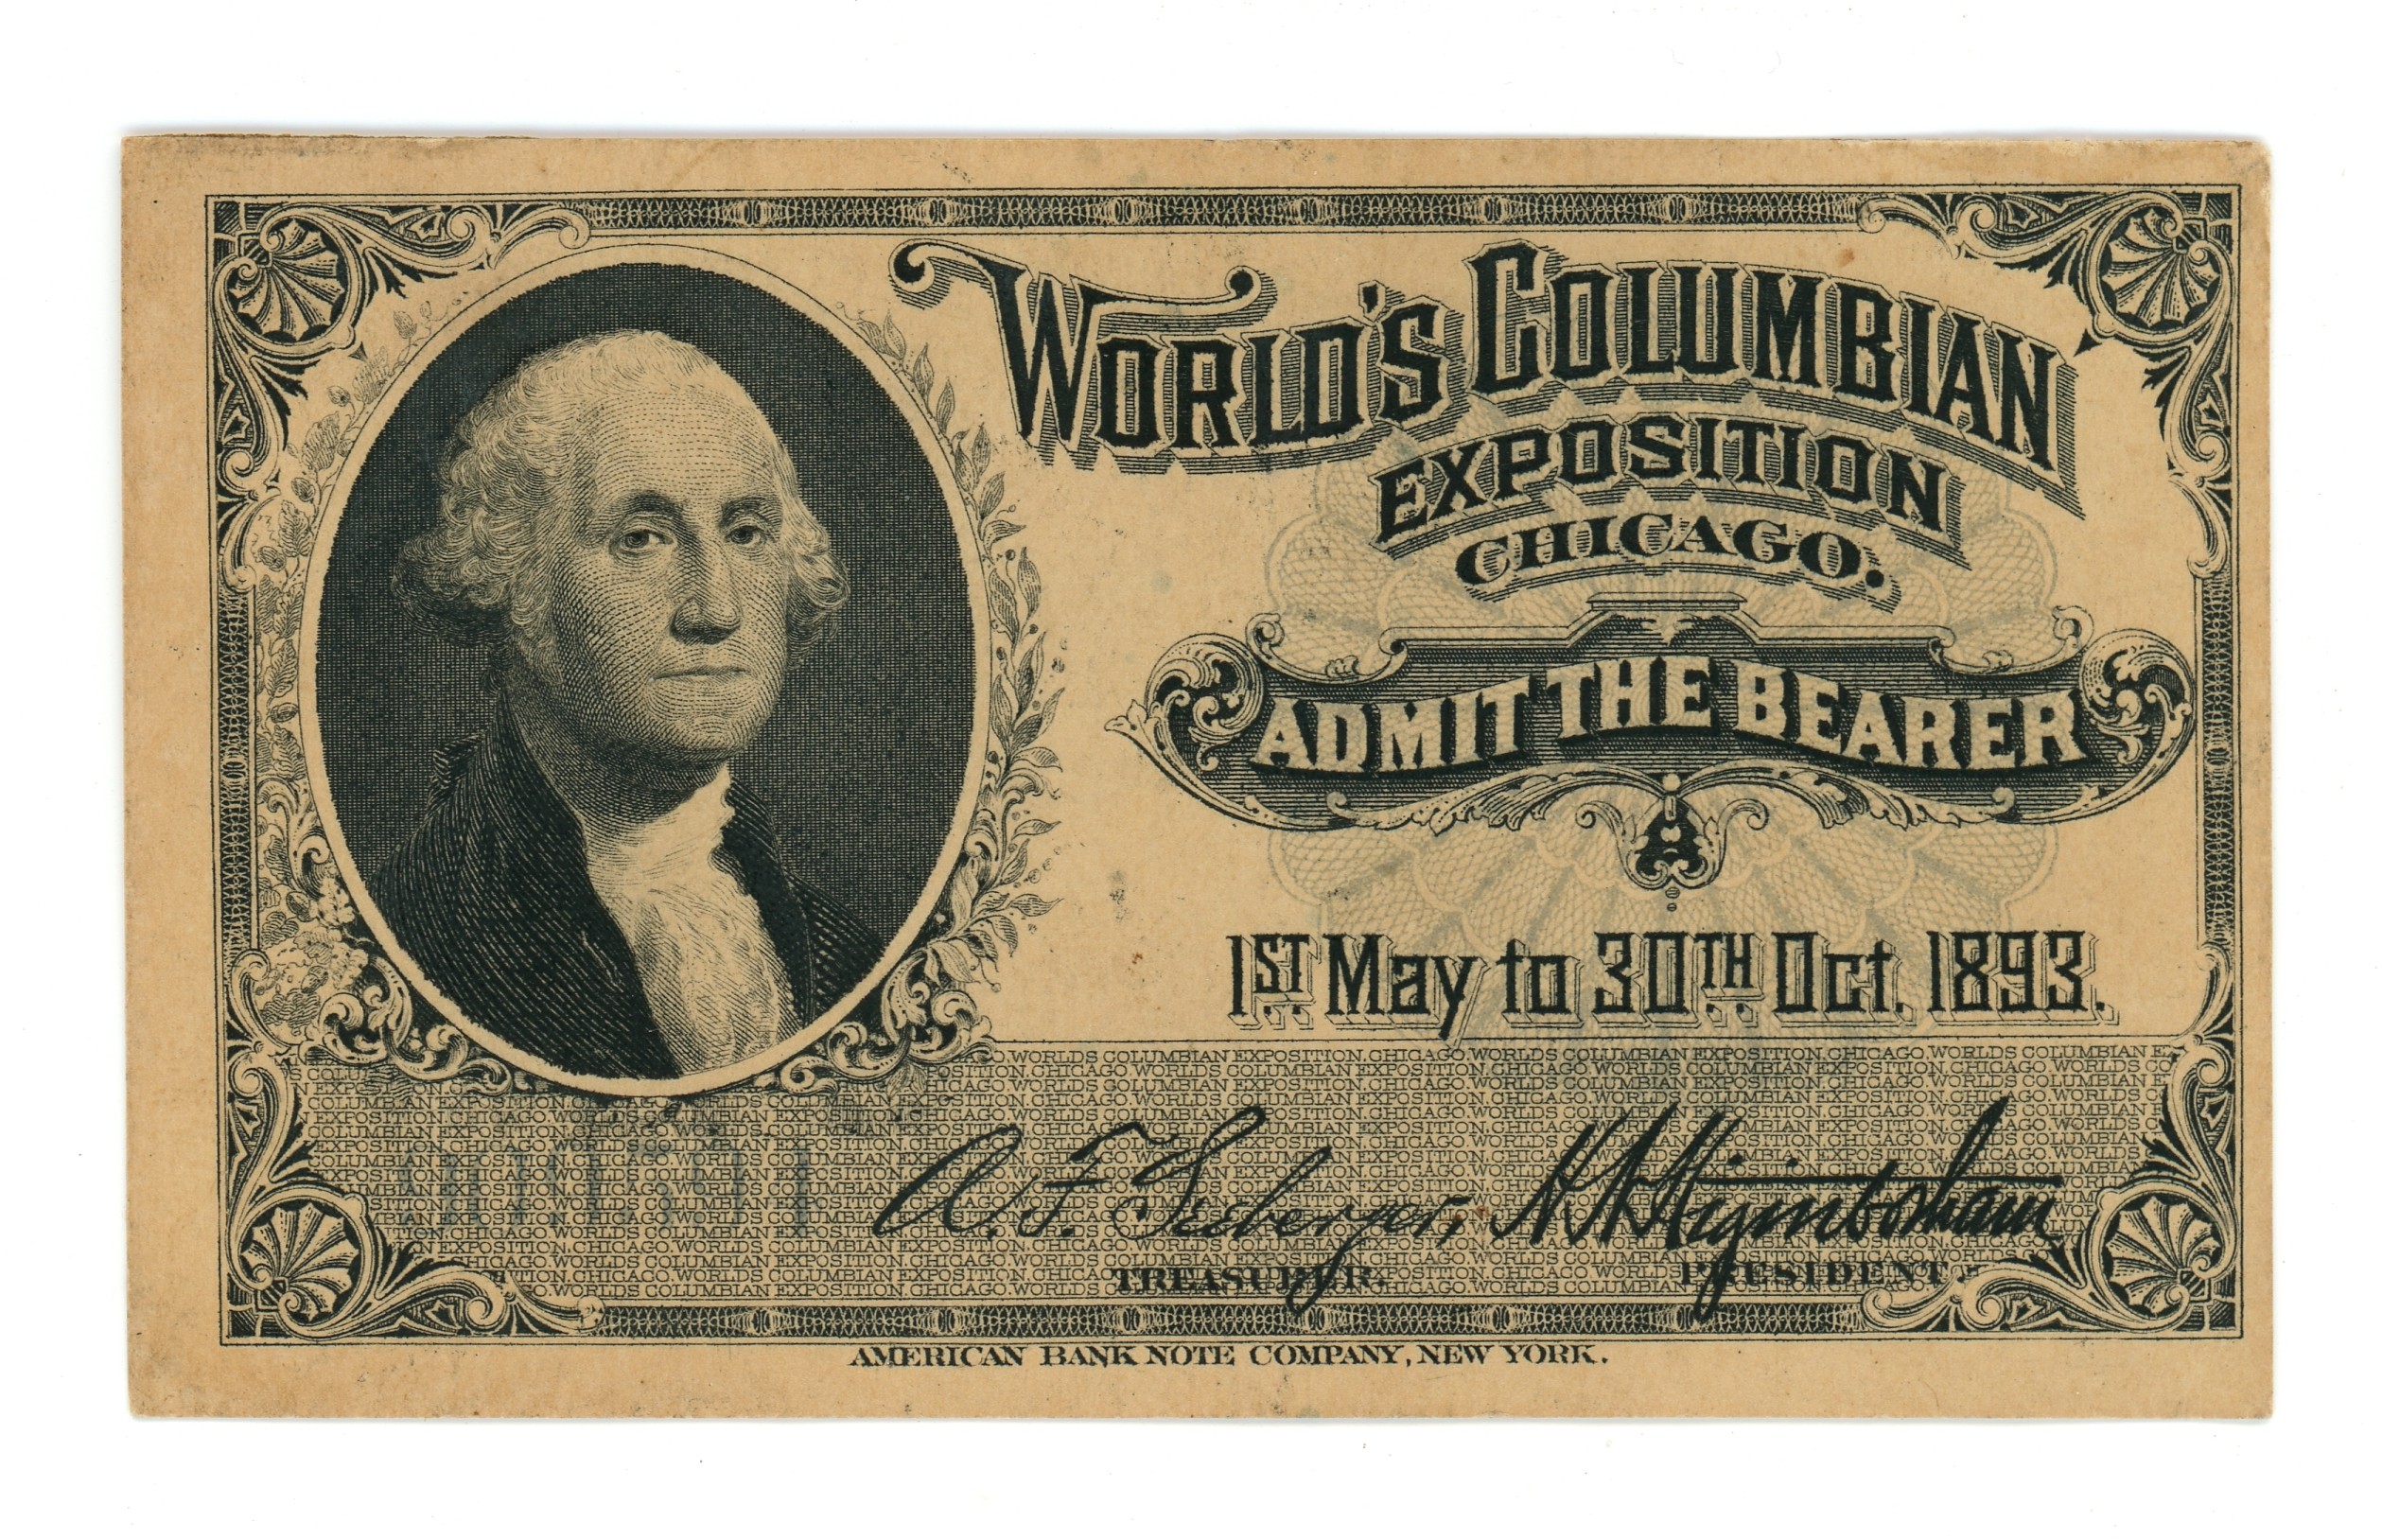 WORLD'S COLUMBIAN
EXPOSITION
CHICAGO.
ADMIT THE BEARER
1ST May to 30TH Oct. 1893.
A
WORLDS COLUMBIAN EXPOSITION.CHICAGO.WORLDS COLUMBIAN EXPOSITION.CHICAGO.WORLDS COLUMBIAN
A. F. Seeberger, H N Higinbotham
TREASURER. PRESIDENT.
AMERICAN BANK NOTE COMPANY, NEW YORK.